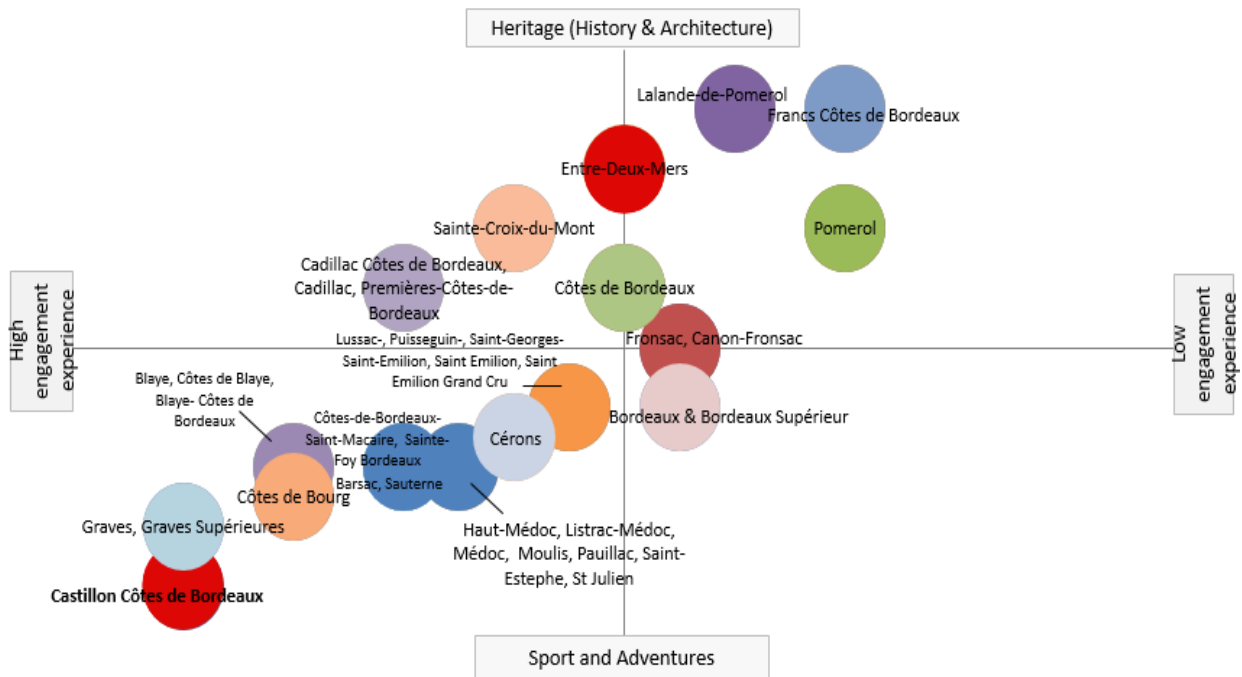 Heritage (History & Architecture)
Lalande-de-Pomerol
Francs Côtes de Bordeaux
Entre-Deux-Mers
Sainte-Croix-du-Mont
Pomerol
Cadillac Côtes de Bordeaux,
Cadillac, Premières-Côtes-de-
Bordeaux
Côtes de Bordeaux
High
engagement
experience
Low
engagement
experience
Lussac-, Puisseguin-, Saint-Georges-
Saint-Emilion, Saint Emilion, Saint
Emilion Grand Cru
Fronsac, Canon-Fronsac
Blaye, Côtes de Blaye,
Blaye- Côtes de
Bordeaux
Côtes-de-Bordeaux-
Saint-Macaire, Sainte-
Foy Bordeaux
Barsac, Sauterne
Cérons
Bordeaux & Bordeaux Supérieur
Côtes de Bourg
Graves, Graves Supérieures
Haut-Médoc, Listrac-Médoc,
Médoc, Moulis, Pauillac, Saint-
Estephe, St Julien
Castillon Côtes de Bordeaux
Sport and Adventures